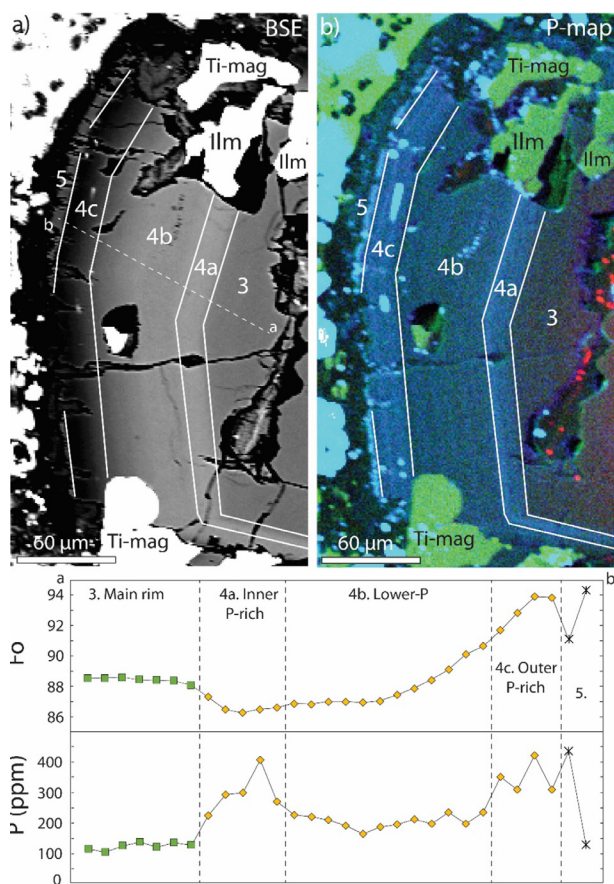 a) BSE
Ti-mag
Ilm
Ilm
5
4c
b
4b
4a
3
a
Ti-mag
60 µm
b) P-map
Ti-mag
Ilm
Ilm
5
4c
4b
4a
3
Ti-mag
60 µm
a b
3. Main rim 4a. Inner P-rich 4b. Lower-P 4c. Outer P-rich 5.
Fo
94
92
90
88
86
P (ppm)
400
300
200
100
0